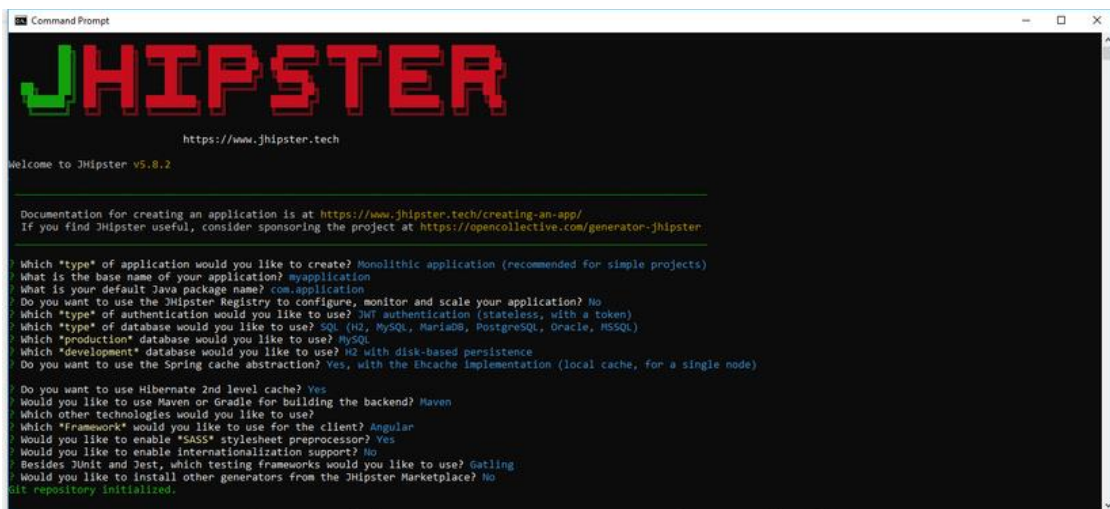 Command Prompt
JHIPSTER
https://www.jhipster.tech
Welcome to JHipster v5.8.2
Documentation for creating an application is at https://www.jhipster.tech/creating-an-app/
If you find JHipster useful, consider sponsoring the project at https://opencollective.com/generator-jhipster
? Which *type* of application would you like to create? Monolithic application (recommended for simple projects)
? What is the base name of your application? myapplication
? What is your default Java package name? com.application
? Do you want to use the JHipster Registry to configure, monitor and scale your application? No
? Which *type* of authentication would you like to use? JWT authentication (stateless, with a token)
? Which *type* of database would you like to use? SQL (H2, MySQL, MariaDB, PostgreSQL, Oracle, MSSQL)
? Which *production* database would you like to use? MySQL
? Which *development* database would you like to use? H2 with disk-based persistence
? Do you want to use the Spring cache abstraction? Yes, with the Ehcache implementation (local cache, for a single node)
? Do you want to use Hibernate 2nd level cache? Yes
? Would you like to use Maven or Gradle for building the backend? Maven
? Which other technologies would you like to use?
? Which *Framework* would you like to use for the client? Angular
? Would you like to enable *SASS* stylesheet preprocessor? Yes
? Would you like to enable internationalization support? No
? Besides JUnit and Jest, which testing frameworks would you like to use? Gatling
? Would you like to install other generators from the JHipster Marketplace? No
Git repository initialized.